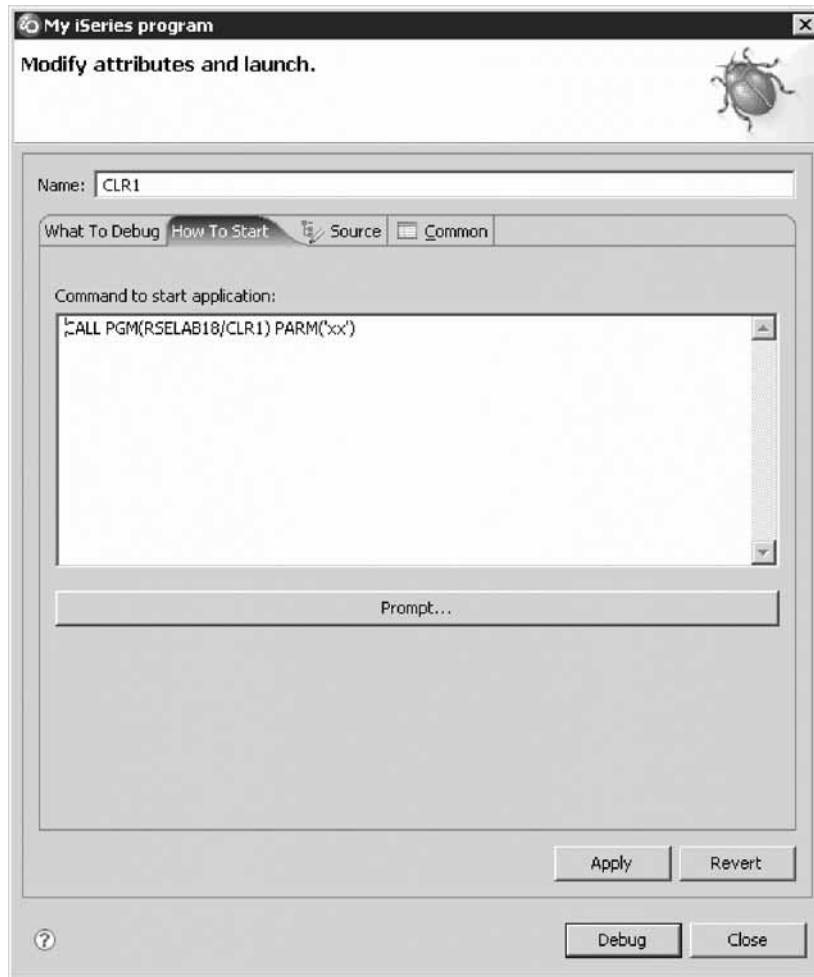 My iSeries program
Modify attributes and launch.
Name: CLR1
What To Debug How To Start Source Common
Command to start application:
CALL PGM(RSELAB18/CLR1) PARM('xx')
Prompt...
Apply Revert
? Debug Close